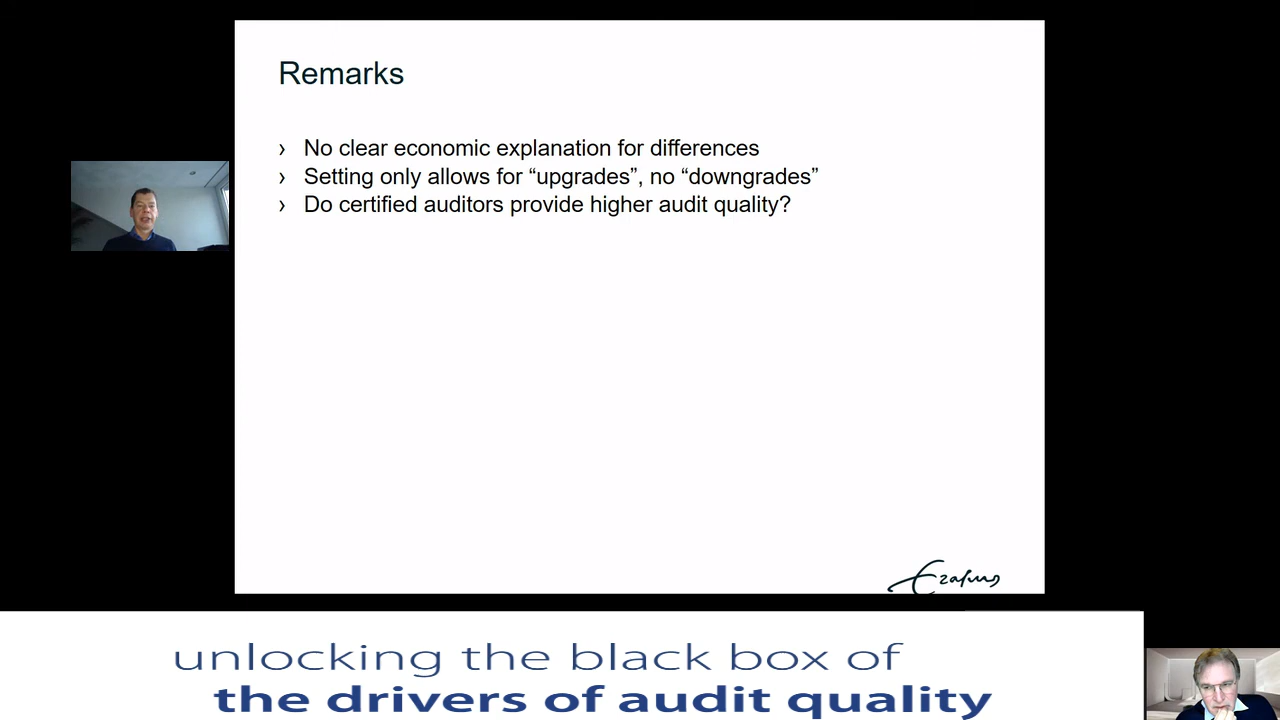 Remarks
› No clear economic explanation for differences
› Setting only allows for “upgrades”, no “downgrades”
› Do certified auditors provide higher audit quality?
Erasmus
unlocking the black box of
the drivers of audit quality